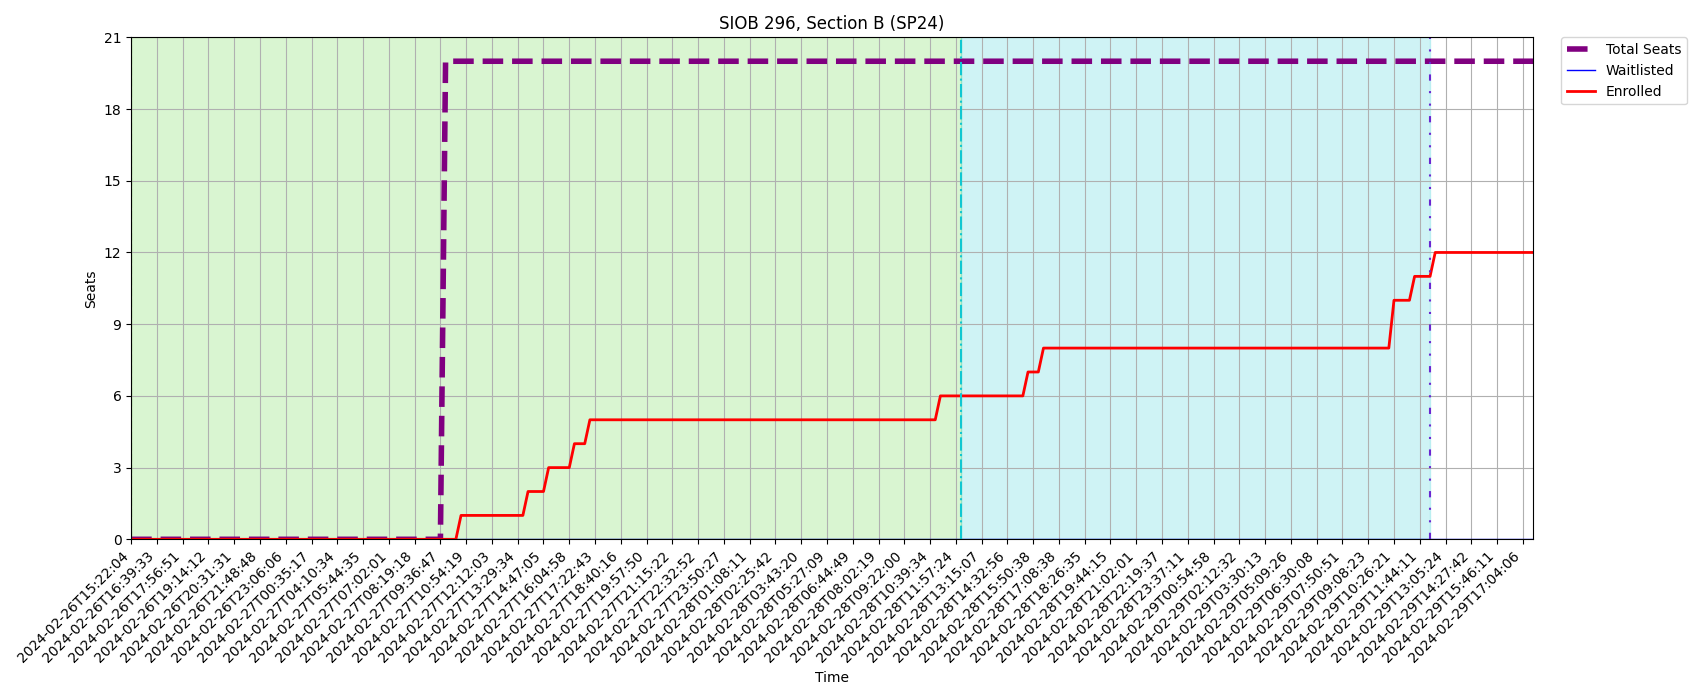 SIOB 296, Section B (SP24)
Total Seats
Waitlisted
Enrolled
21
18
15
12
9
6
3
0
Seats
2024-02-26T15:22:04
2024-02-26T16:39:33
2024-02-26T17:56:51
2024-02-26T19:14:12
2024-02-26T20:31:31
2024-02-26T21:48:48
2024-02-26T23:06:06
2024-02-27T00:35:17
2024-02-27T04:10:34
2024-02-27T05:44:35
2024-02-27T07:02:01
2024-02-27T08:19:18
2024-02-27T09:36:47
2024-02-27T10:54:19
2024-02-27T12:12:03
2024-02-27T13:29:34
2024-02-27T14:47:05
2024-02-27T16:04:58
2024-02-27T17:22:43
2024-02-27T18:40:16
2024-02-27T19:57:50
2024-02-27T21:15:22
2024-02-27T22:32:52
2024-02-27T23:50:27
2024-02-28T01:08:11
2024-02-28T02:25:42
2024-02-28T03:43:20
2024-02-28T05:27:09
2024-02-28T06:44:49
2024-02-28T08:02:19
2024-02-28T09:22:00
2024-02-28T10:39:34
2024-02-28T11:57:24
2024-02-28T13:15:07
2024-02-28T14:32:56
2024-02-28T15:50:38
2024-02-28T17:08:38
2024-02-28T18:26:35
2024-02-28T19:44:15
2024-02-28T21:02:01
2024-02-28T22:19:37
2024-02-28T23:37:11
2024-02-29T00:54:58
2024-02-29T02:12:32
2024-02-29T03:30:13
2024-02-29T05:09:26
2024-02-29T06:30:08
2024-02-29T07:50:51
2024-02-29T09:08:23
2024-02-29T10:26:21
2024-02-29T11:44:11
2024-02-29T13:05:24
2024-02-29T14:27:42
2024-02-29T15:46:11
2024-02-29T17:04:06
Time